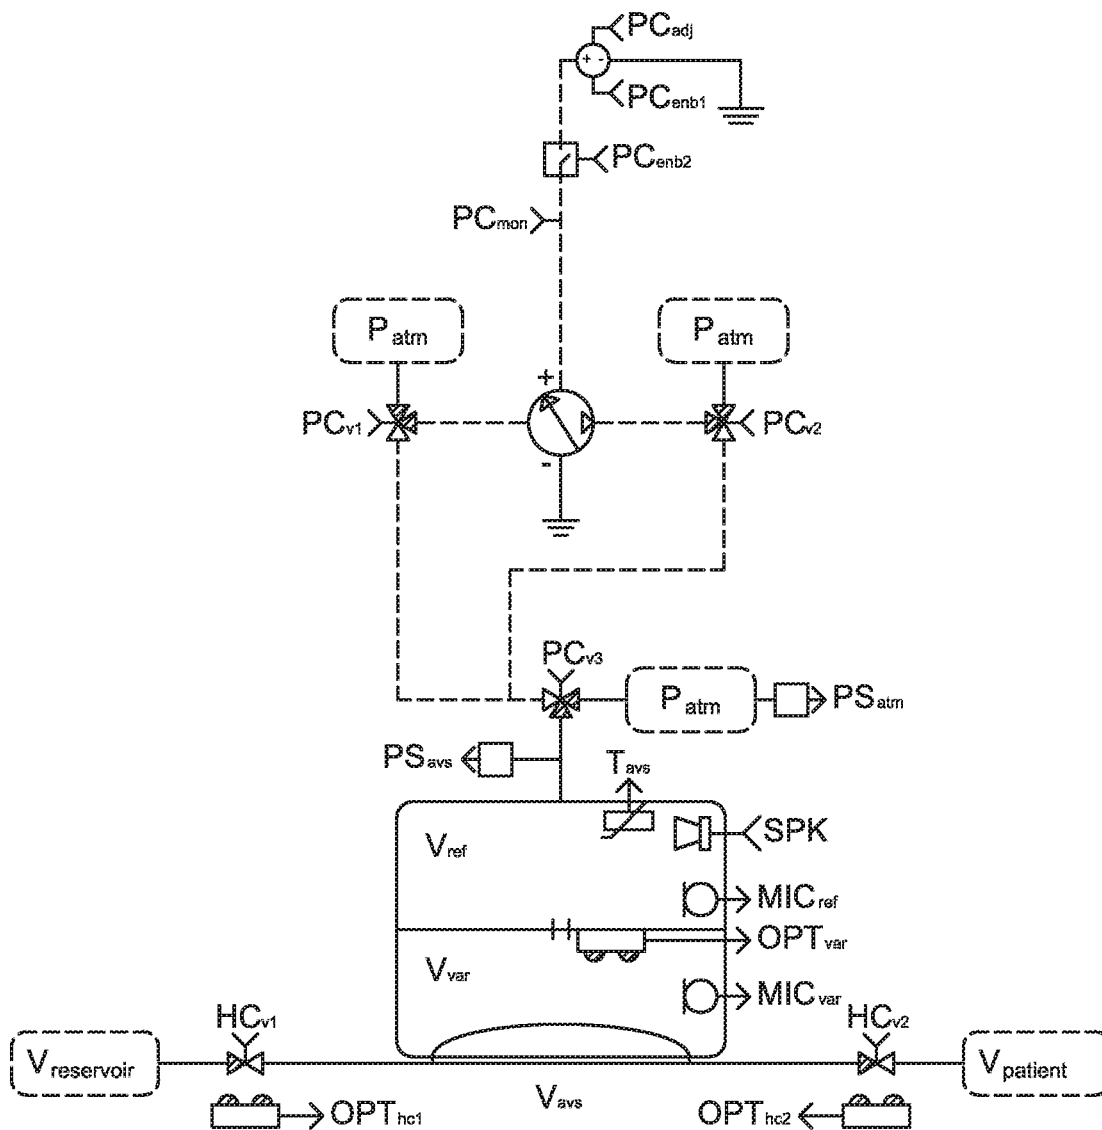 PCadj
+ -
PCenb1
PCenb2
PCmon
Patm
Patm
+
PCv1
PCv2
-
PCv3
Patm
PSatm
PSavs
Tavs
Vref
SPK
MICref
OPTvar
Vvar
MICvar
HCv1
HCv2
Vreservoir
Vpatient
Vavs
OPThc1
OPThc2